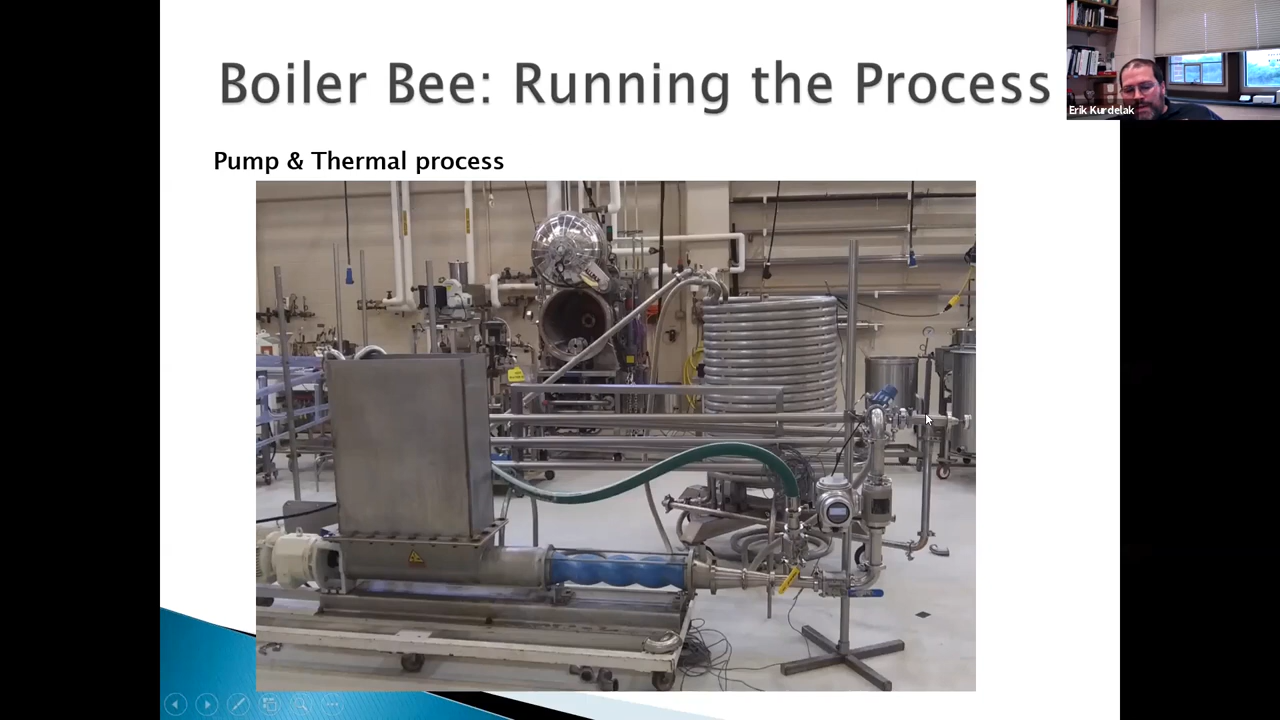 Boiler Bee: Running the Process
Erik Kurdelak
Pump & Thermal process